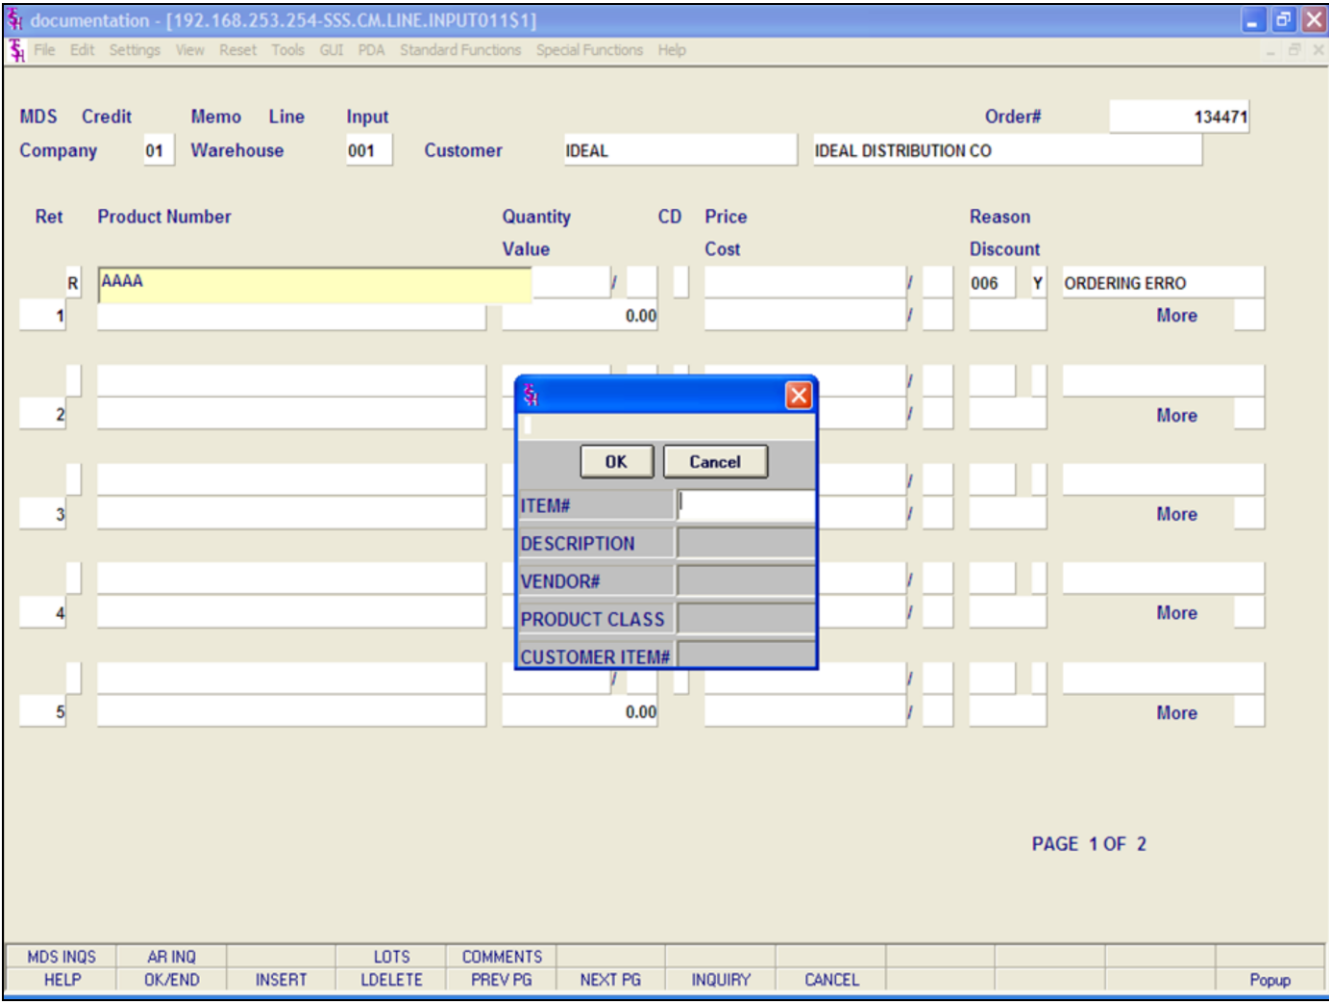 documentation - [192.168.253.254-SSS.CM.LINE.INPUT011$1]
File Edit Settings View Reset Tools GUI PDA Standard Functions Special Functions Help
MDS Credit Memo Line Input Order# 134471
Company 01 Warehouse 001 Customer IDEAL IDEAL DISTRIBUTION CO
Ret Product Number Quantity CD Price Reason
Value Cost Discount
R AAAA / / 006 Y ORDERING ERRO
1 0.00 / More
/
2 / More
/
3 / More
/
4 / More
/ /
5 0.00 / More
OK Cancel
ITEM#
DESCRIPTION
VENDOR#
PRODUCT CLASS
CUSTOMER ITEM#
PAGE 1 OF 2
MDS INQS AR INQ LOTS COMMENTS
HELP OK/END INSERT LDELETE PREV PG NEXT PG INQUIRY CANCEL Popup